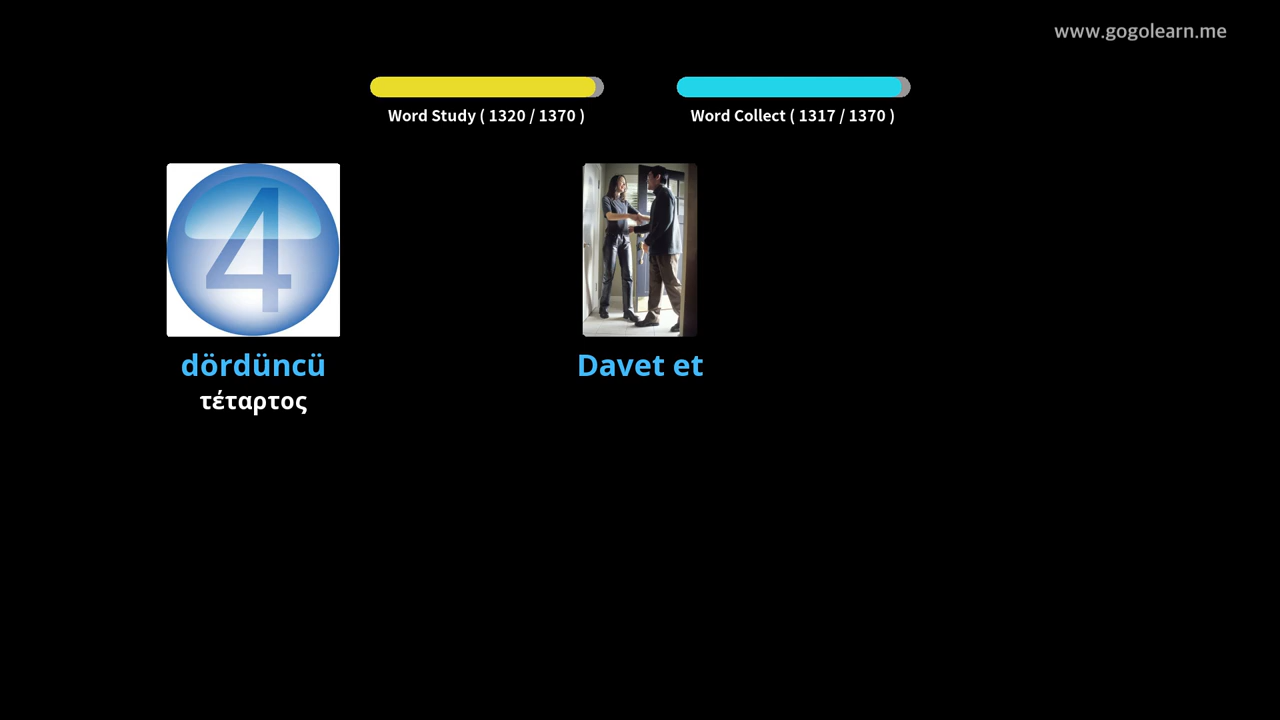 www.gogolearn.me
Word Study ( 1320 / 1370 )
Word Collect ( 1317 / 1370 )
4
dördüncü
τέταρτος
Davet et